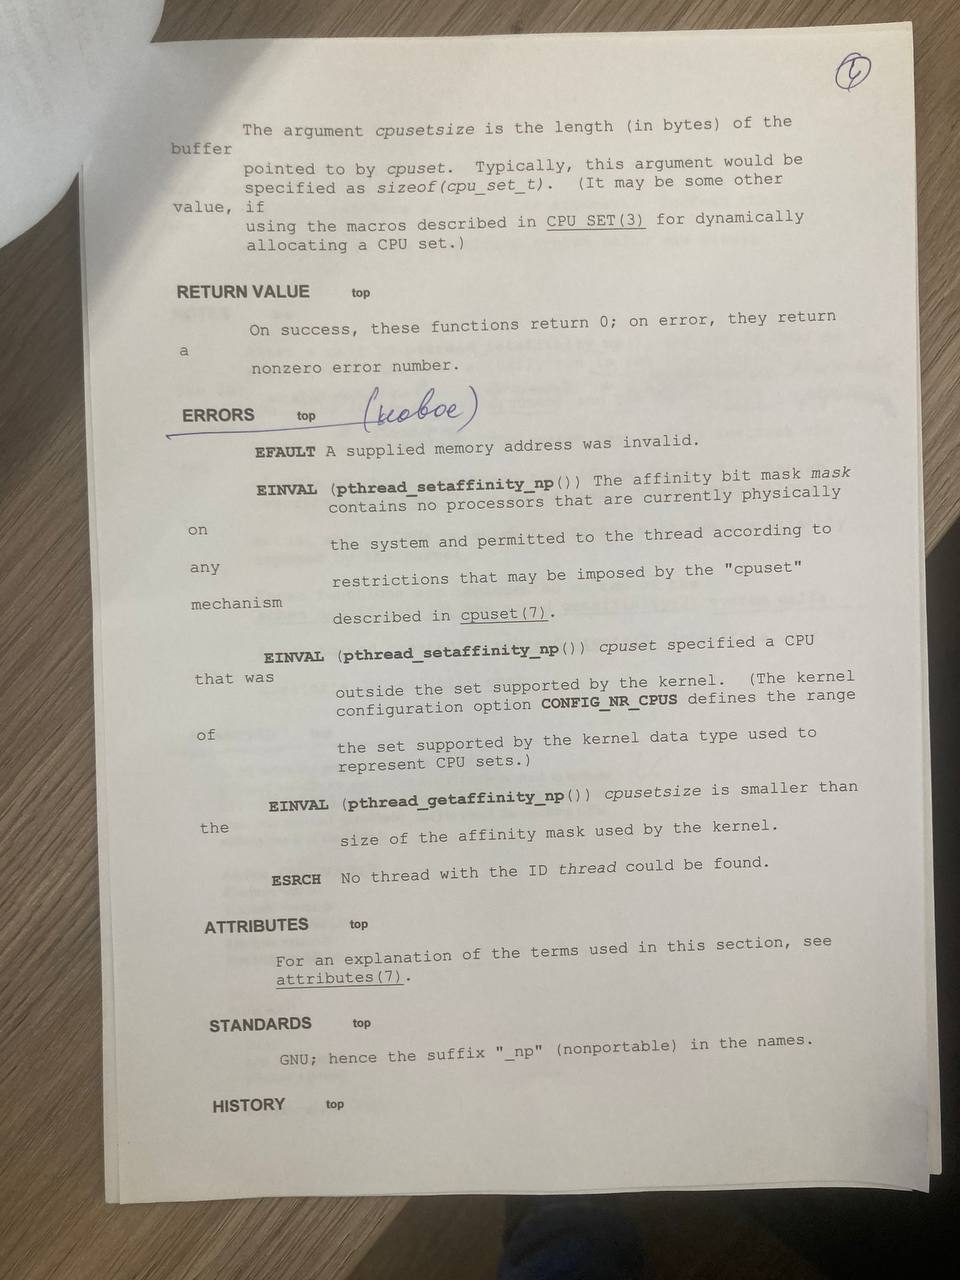 The argument cpusetsize is the length (in bytes) of the
buffer
pointed to by cpuset. Typically, this argument would be
specified as sizeof(cpu_set_t). (It may be some other
value, if
using the macros described in CPU SET(3) for dynamically
allocating a CPU set.)
RETURN VALUE top
On success, these functions return 0; on error, they return
a
nonzero error number.
ERRORS top (новое)
EFAULT A supplied memory address was invalid.
EINVAL (pthread_setaffinity_np()) The affinity bit mask mask
contains no processors that are currently physically
on
the system and permitted to the thread according to
any
restrictions that may be imposed by the "cpuset"
mechanism
described in cpuset(7).
EINVAL (pthread_setaffinity_np()) cpuset specified a CPU
that was
outside the set supported by the kernel. (The kernel
configuration option CONFIG_NR_CPUS defines the range
of
the set supported by the kernel data type used to
represent CPU sets.)
EINVAL (pthread_getaffinity_np()) cpusetsize is smaller than
the
size of the affinity mask used by the kernel.
ESRCH No thread with the ID thread could be found.
ATTRIBUTES top
For an explanation of the terms used in this section, see
attributes(7).
STANDARDS top
GNU; hence the suffix "_np" (nonportable) in the names.
HISTORY top